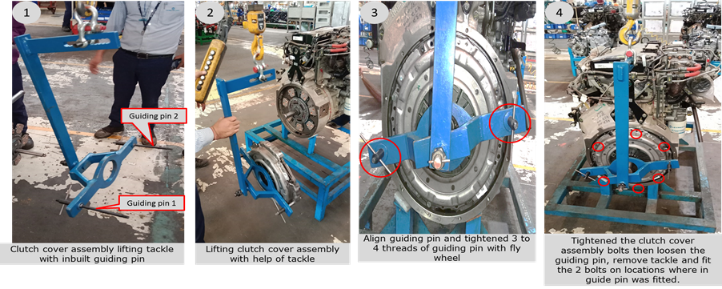 1
2
3
4
Guiding pin 2
Guiding pin 1
Clutch cover assembly lifting tackle
with inbuilt guiding pin
Lifting clutch cover assembly
with help of tackle
Align guiding pin and tightened 3 to
4 threads of guiding pin with fly
wheel
Tightened the clutch cover
assembly bolts then loosen the
guiding pin, remove tackle and fit
the 2 bolts on locations where in
guide pin was fitted.